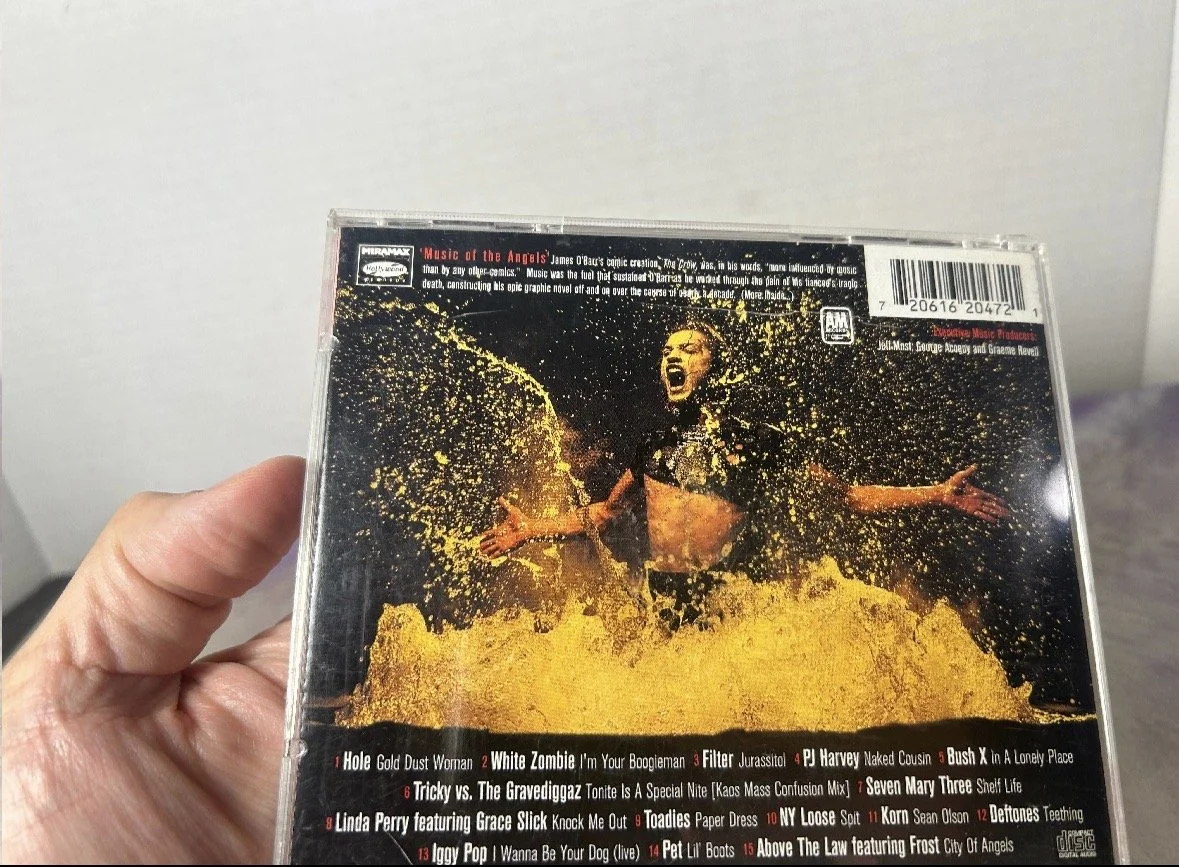 MIRAMAX
Hollywood
RECORDS
'Music of the Angels' James O'Barr's comic creation, The Crow, was, in his words, "more influenced by music
than by any other comics." Music was the fuel that sustained O'Barr as he worked through the pain of his fianceé's tragic
death, constructing his epic graphic novel off and on over the course of nearly a decade. (More inside...)
7 20616 20472 1
A&M
RECORDS
Executive Music Producers:
Jeff Most, George Acogny and Graeme Revell
1 Hole Gold Dust Woman 2 White Zombie I'm Your Boogieman 3 Filter Jurassitol 4 PJ Harvey Naked Cousin 5 Bush X In A Lonely Place
6 Tricky vs. The Gravediggaz Tonite Is A Special Nite [Kaos Mass Confusion Mix] 7 Seven Mary Three Shelf Life
8 Linda Perry featuring Grace Slick Knock Me Out 9 Toadies Paper Dress 10 NY Loose Spit 11 Korn Sean Olson 12 Deftones Teething
13 Iggy Pop I Wanna Be Your Dog (live) 14 Pet Lil' Boots 15 Above The Law featuring Frost City Of Angels
COMPACT
disc
DIGITAL AUDIO